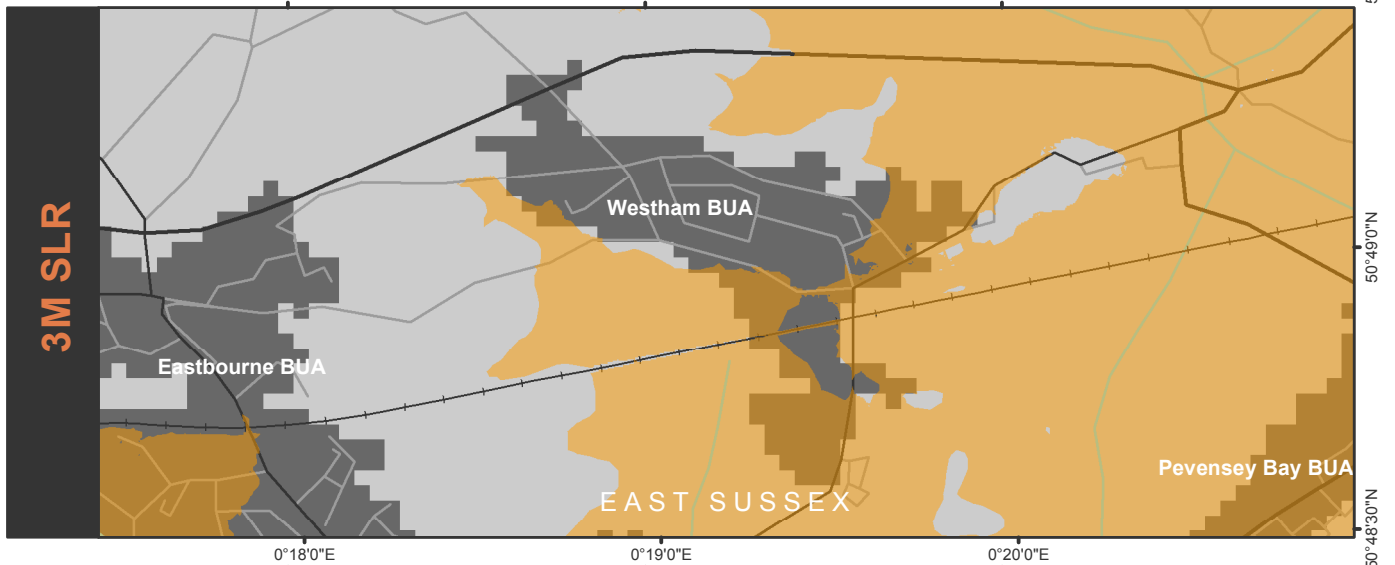 3M SLR
Westham BUA
Eastbourne BUA
Pevensey Bay BUA
EAST SUSSEX
50°49'0"N
50°48'30"N
0°18'0"E
0°19'0"E
0°20'0"E